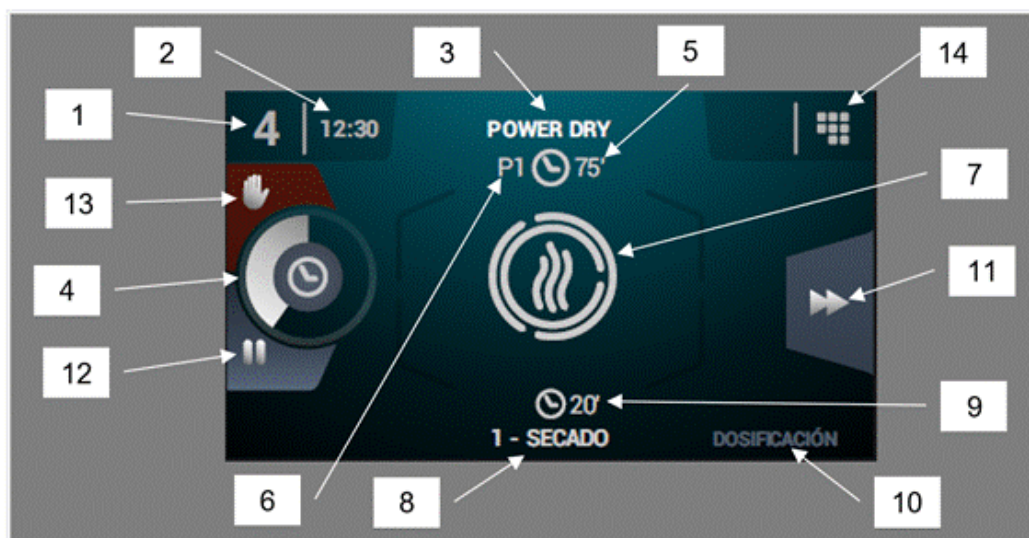 2 3 5 14
1 4 12:30 POWER DRY
P1 75'
13 7
4 11
12
20' 9
1 - SECADO DOSIFICACIÓN
6 8 10